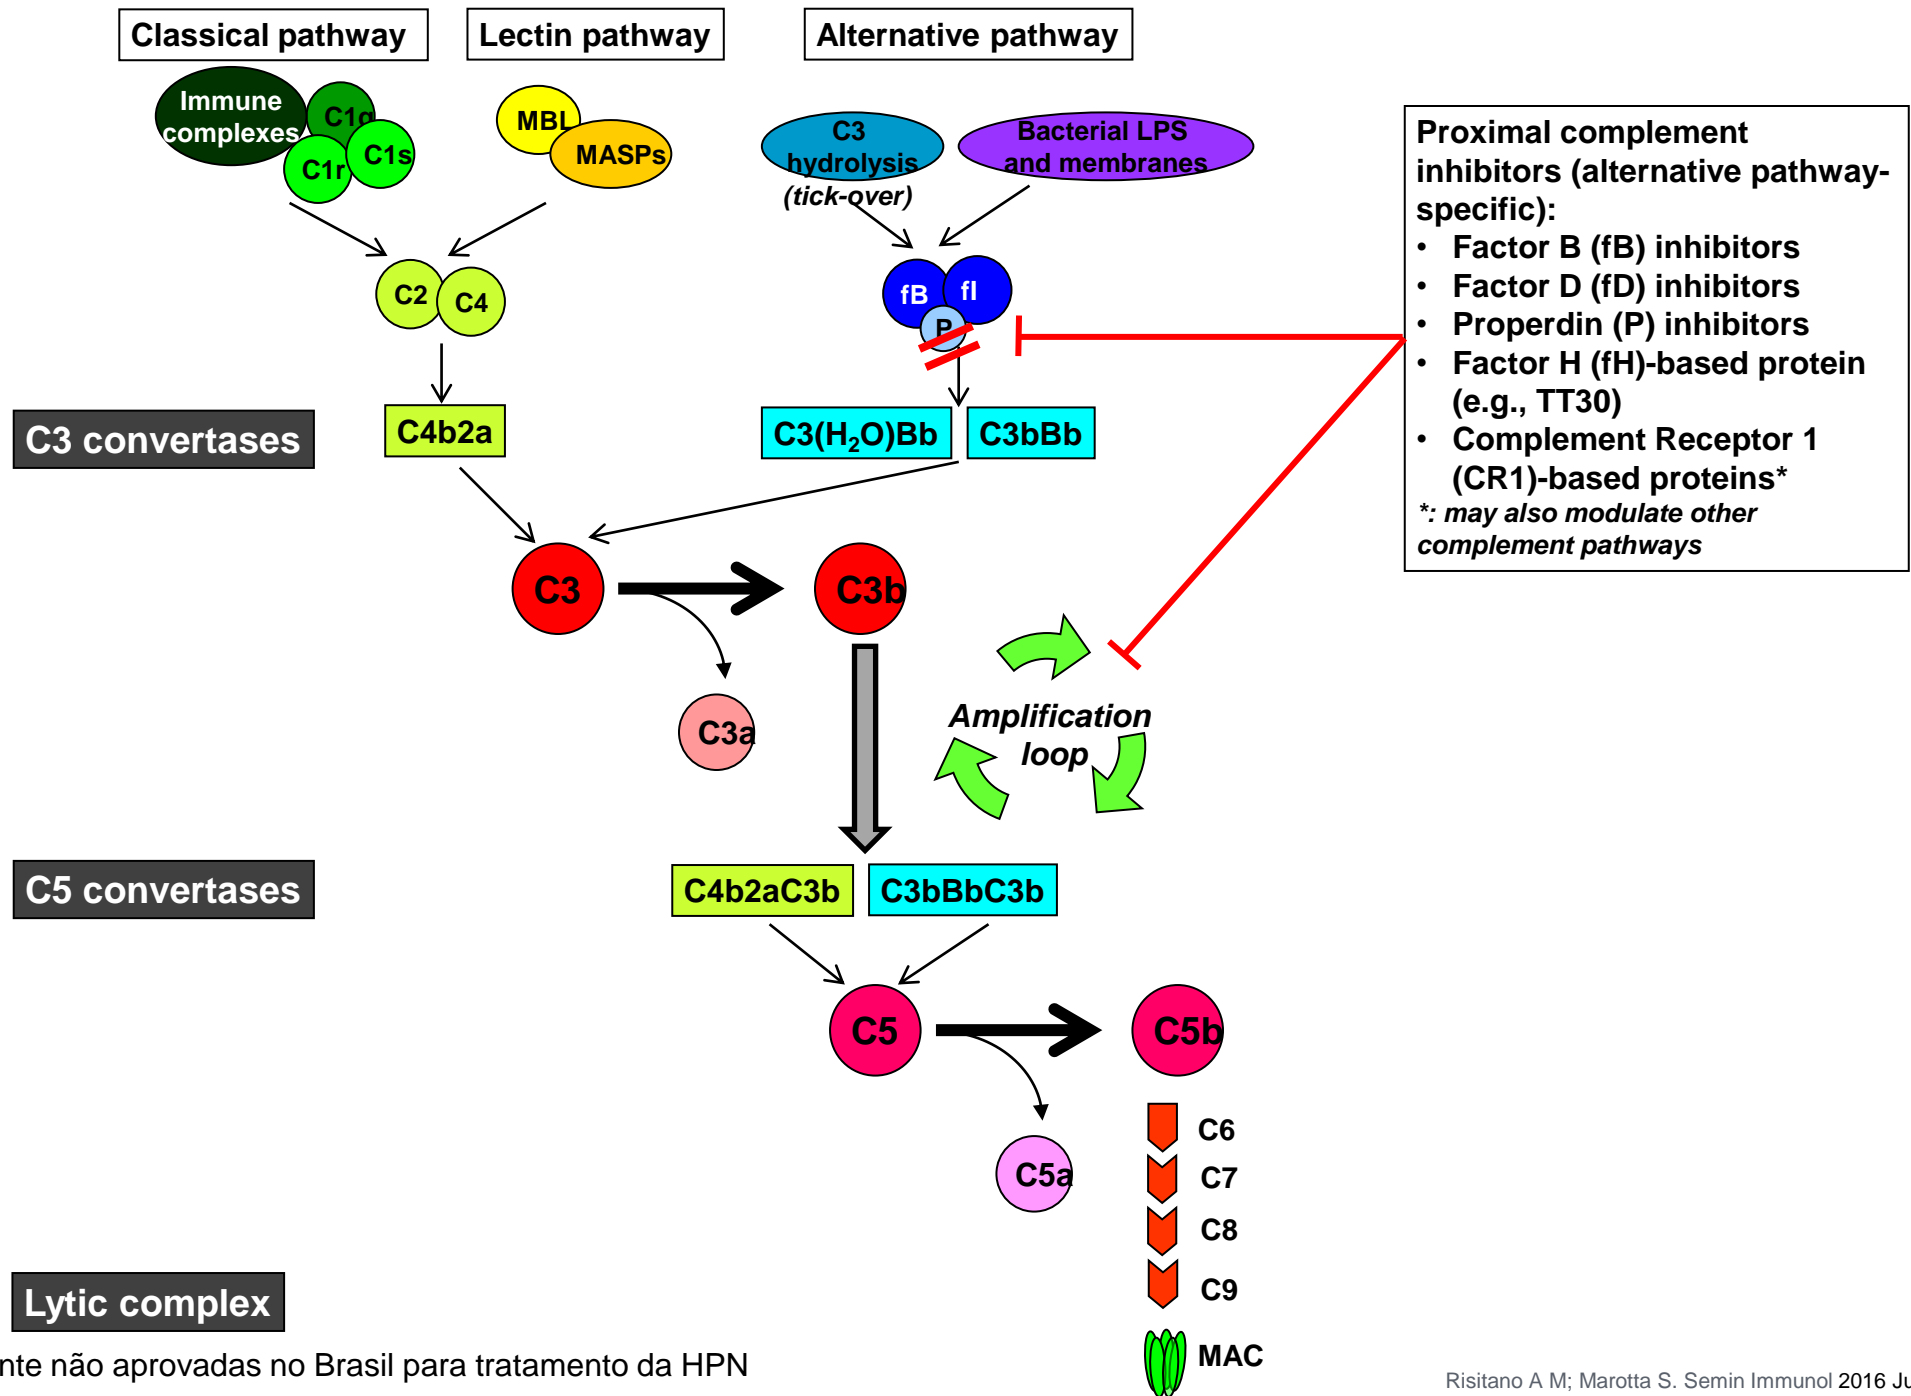 Classical pathway
Lectin pathway
Alternative pathway
Immune
complexes
C1q
C1r
C1s
MBL
MASPs
C3
hydrolysis
(tick-over)
Bacterial LPS
and membranes
Proximal complement
inhibitors (alternative pathway-
specific):
• Factor B (fB) inhibitors
• Factor D (fD) inhibitors
• Properdin (P) inhibitors
• Factor H (fH)-based protein
(e.g., TT30)
• Complement Receptor 1
(CR1)-based proteins*
*: may also modulate other
complement pathways
C2
C4
fB
fI
P
C3 convertases
C4b2a
C3(H₂O)Bb
C3bBb
C3
C3b
C3a
Amplification
loop
C5 convertases
C4b2aC3b
C3bBbC3b
C5
C5b
C5a
C6
C7
C8
C9
MAC
Lytic complex
nte não aprovadas no Brasil para tratamento da HPN
Risitano A M; Marotta S. Semin Immunol 2016 Ju